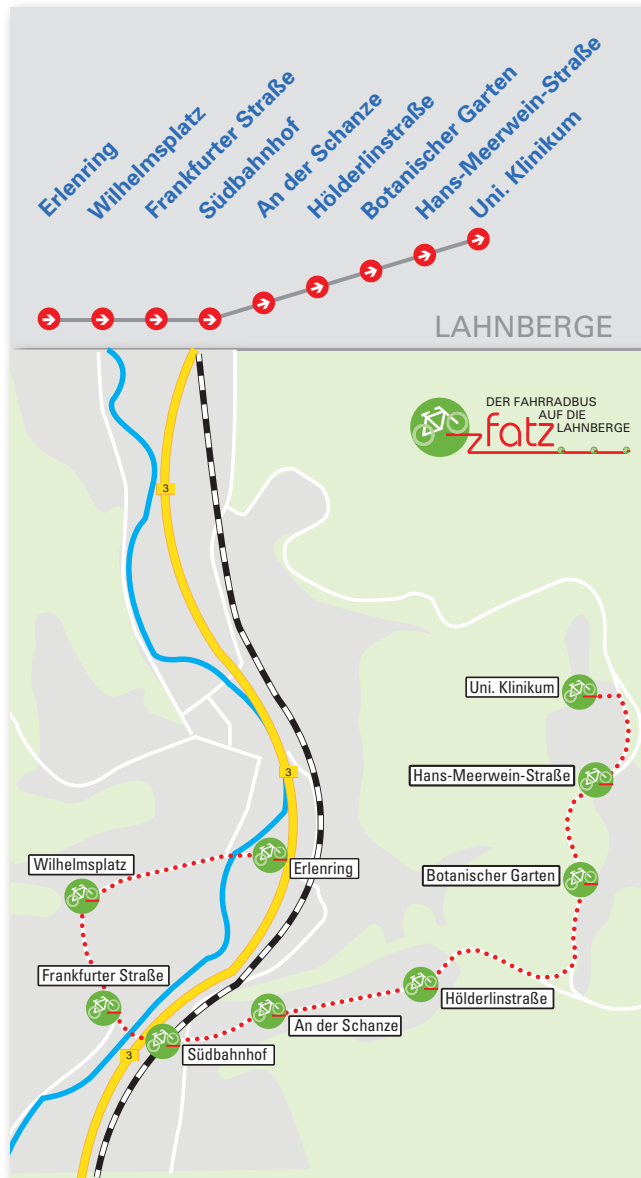 Erlenring
Wilhelmsplatz
Frankfurter Straße
Südbahnhof
An der Schanze
Hölderlinstraße
Botanischer Garten
Hans-Meerwein-Straße
Uni. Klinikum
LAHNBERGE
DER FAHRRADBUS
AUF DIE
fatz LAHNBERGE
3
Uni. Klinikum
3
Hans-Meerwein-Straße
Wilhelmsplatz
Erlenring
Botanischer Garten
Frankfurter Straße
Hölderlinstraße
An der Schanze
3
Südbahnhof